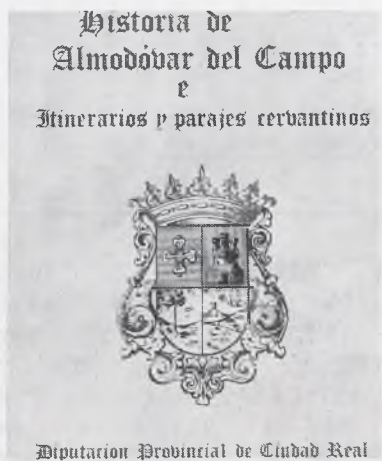 Historia de
Almodóvar del Campo
e
Itinerarios y parajes cervantinos
Diputacion Provincial de Ciudad Real